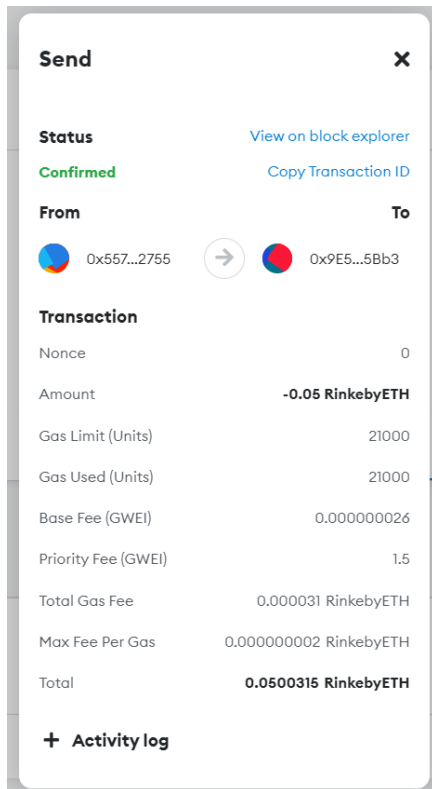 Send
Status View on block explorer
Confirmed Copy Transaction ID
From To
0x557...2755 0x9E5...5Bb3
Transaction
Nonce 0
Amount -0.05 RinkebyETH
Gas Limit (Units) 21000
Gas Used (Units) 21000
Base Fee (GWEI) 0.000000026
Priority Fee (GWEI) 1.5
Total Gas Fee 0.000031 RinkebyETH
Max Fee Per Gas 0.000000002 RinkebyETH
Total 0.0500315 RinkebyETH
+ Activity log